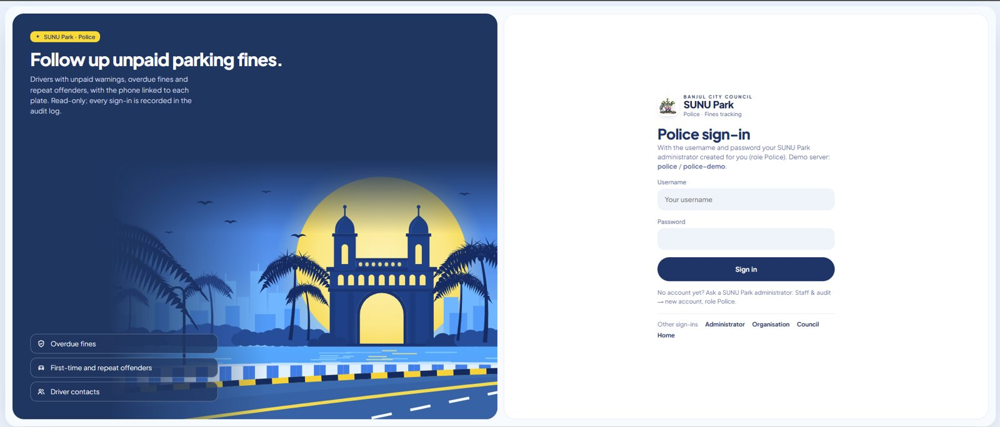 SUNU Park · Police
Follow up unpaid parking fines.
Drivers with unpaid warnings, overdue fines and
repeat offenders, with the phone linked to each
plate. Read-only; every sign-in is recorded in the
audit log.
Overdue fines
First-time and repeat offenders
Driver contacts
BANJUL CITY COUNCIL
SUNU Park
Police · Fines tracking
Police sign-in
With the username and password your SUNU Park
administrator created for you (role Police). Demo server:
police / police-demo.
Username
Your username
Password
Sign in
No account yet? Ask a SUNU Park administrator: Staff & audit
→ new account, role Police.
Other sign-ins Administrator Organisation Council
Home